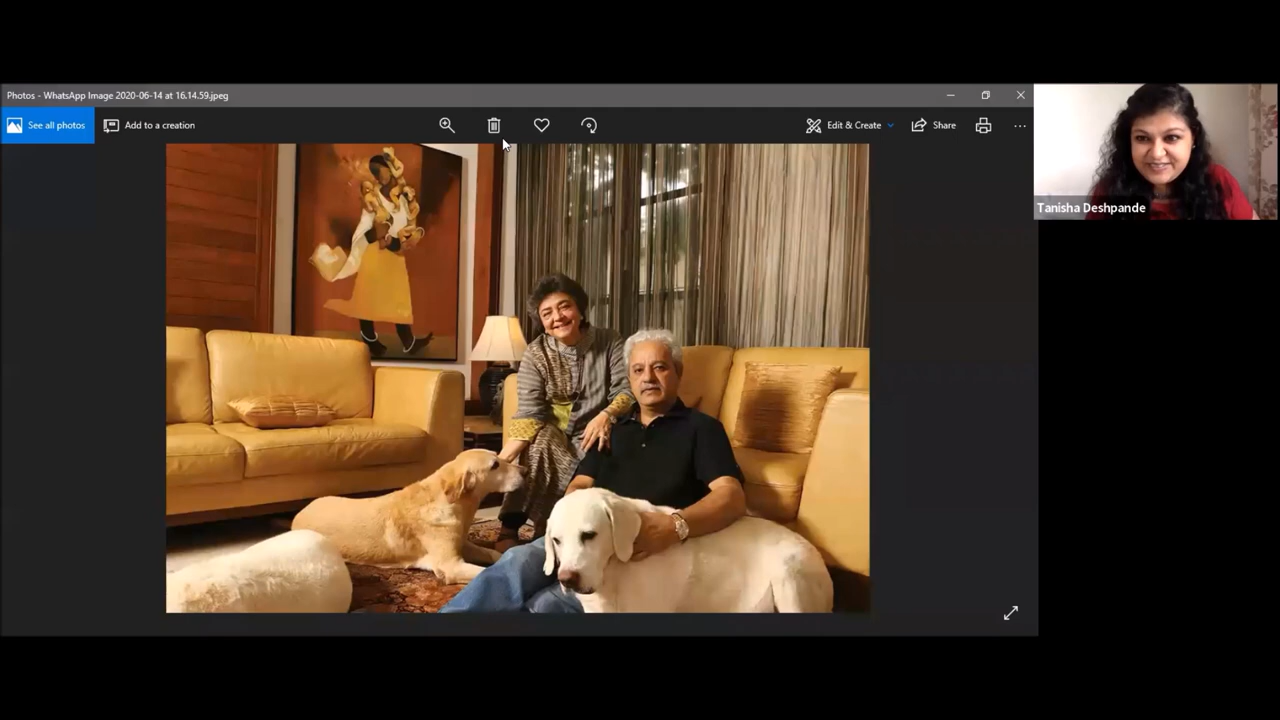 Photos - WhatsApp Image 2020-06-14 at 16.14.59.jpeg
See all photos
Add to a creation
Edit & Create
Share
Tanisha Deshpande